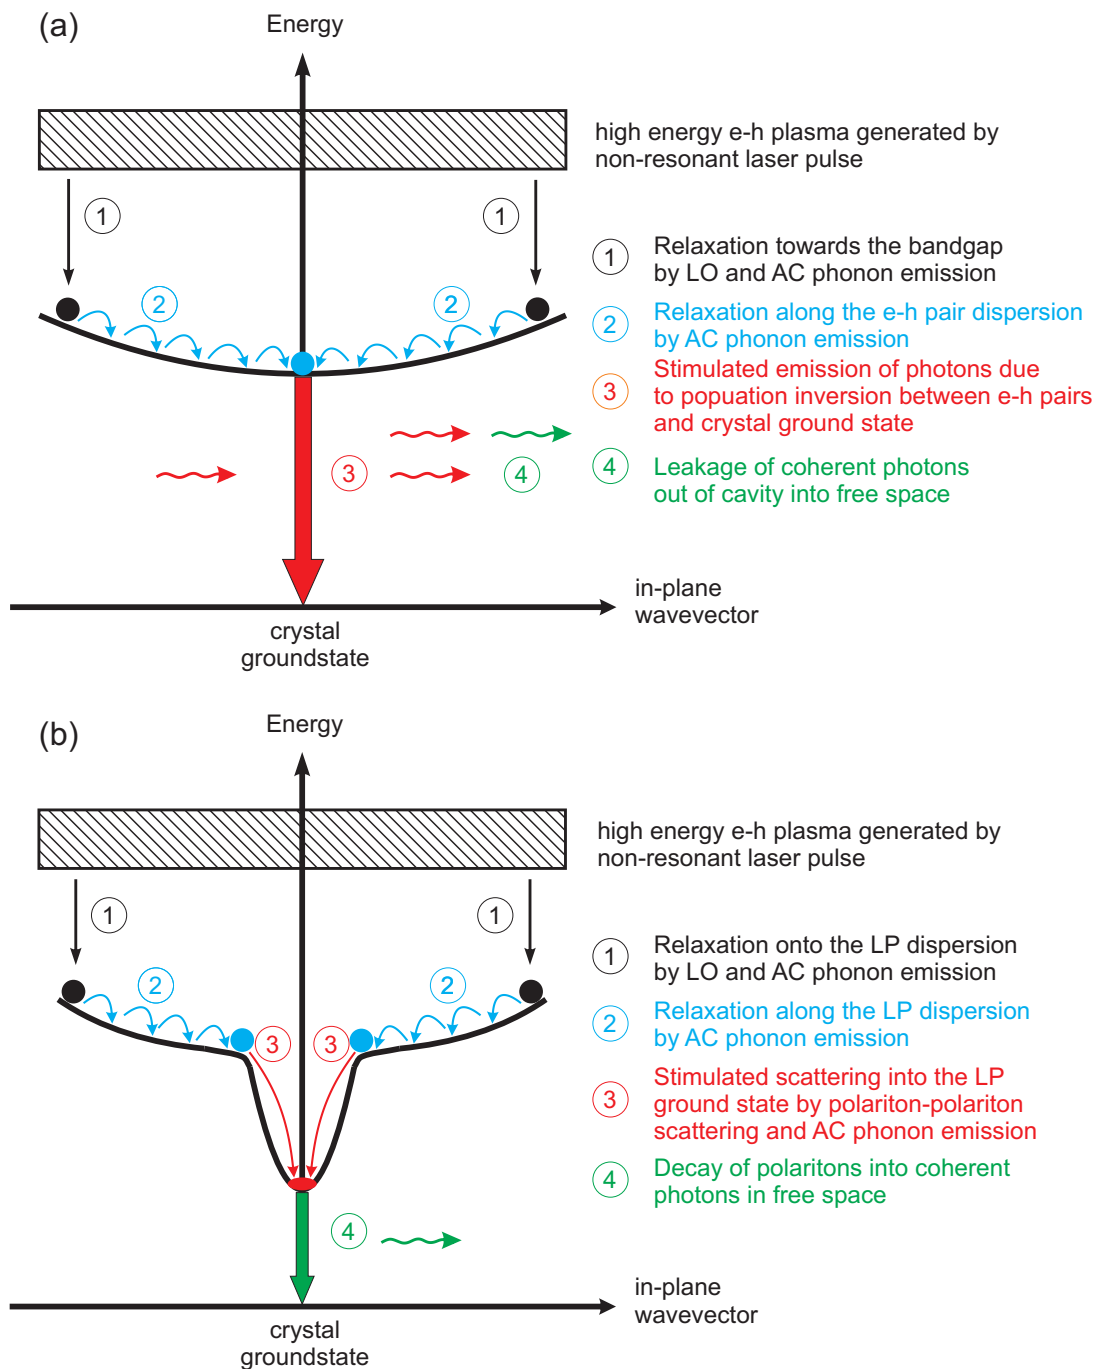 (a)
Energy
high energy e-h plasma generated by
non-resonant laser pulse
1
1
2
2
1 Relaxation towards the bandgap
by LO and AC phonon emission
2 Relaxation along the e-h pair dispersion
by AC phonon emission
3 Stimulated emission of photons due
to popuation inversion between e-h pairs
and crystal ground state
4 Leakage of coherent photons
out of cavity into free space
3
4
in-plane
wavevector
crystal
groundstate
(b)
Energy
high energy e-h plasma generated by
non-resonant laser pulse
1
1
2
2
3
3
1 Relaxation onto the LP dispersion
by LO and AC phonon emission
2 Relaxation along the LP dispersion
by AC phonon emission
3 Stimulated scattering into the LP
ground state by polariton-polariton
scattering and AC phonon emission
4 Decay of polaritons into coherent
photons in free space
4
in-plane
wavevector
crystal
groundstate